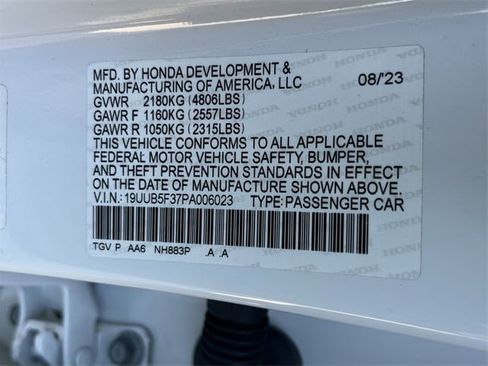 MFD. BY HONDA DEVELOPMENT &
MANUFACTURING OF AMERICA, LLC 08/'23
GVWR 2180KG (4806LBS)
GAWR F 1160KG (2557LBS)
GAWR R 1050KG (2315LBS)
THIS VEHICLE CONFORMS TO ALL APPLICABLE
FEDERAL MOTOR VEHICLE SAFETY, BUMPER,
AND THEFT PREVENTION STANDARDS IN EFFECT
ON THE DATE OF MANUFACTURE SHOWN ABOVE.
V.I.N.: 19UUB5F37PA006023 TYPE: PASSENGER CAR
TGV P AA6 NH883P .A .A